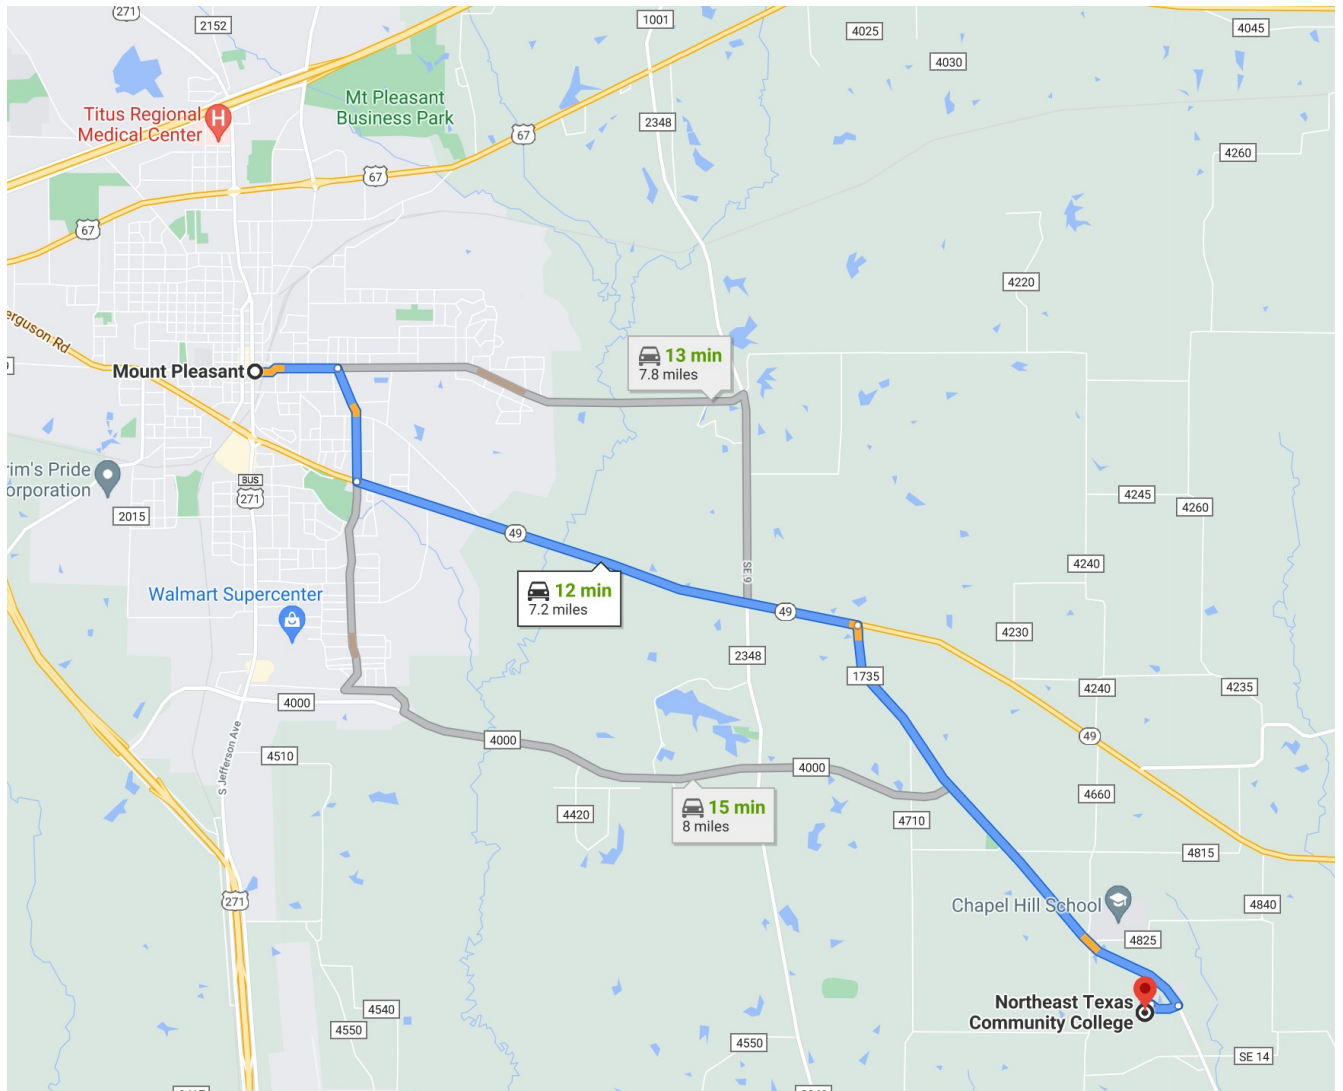 271
2152
1001
4025
4045
4030
Titus Regional
Medical Center
H
Mt Pleasant
Business Park
67
2348
4260
67
67
4220
erguson Rd
Mount Pleasant
13 min
7.8 miles
rim's Pride
orporation
BUS
271
2015
4245
4260
49
4240
SE 9
12 min
7.2 miles
Walmart Supercenter
49
4230
2348
1735
4240
4235
4000
49
4000
S Jefferson Ave
4510
4000
15 min
8 miles
4660
4420
4710
4815
271
Chapel Hill School
4840
4825
Northeast Texas
Community College
4540
4550
4550
SE 14